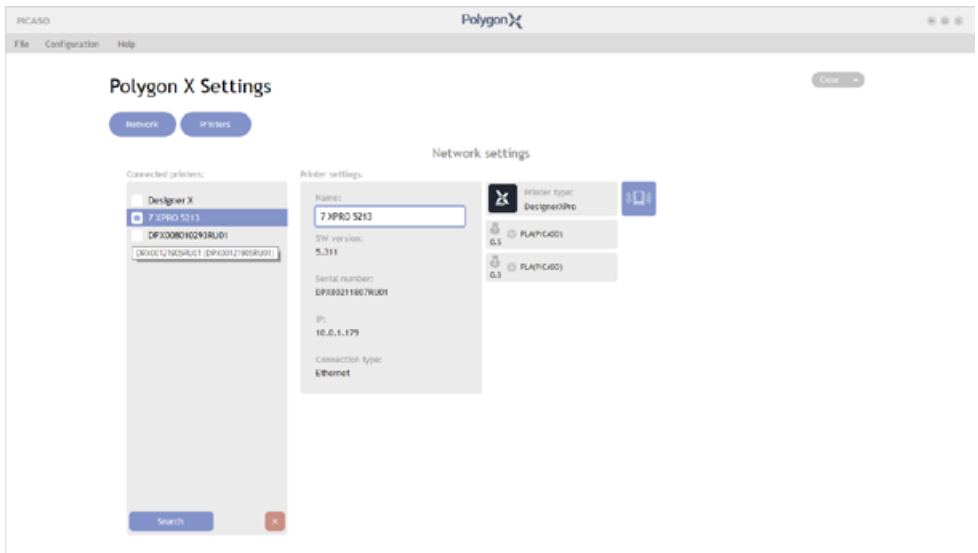 PICASO
Polygon X
File Configuration Help
Polygon X Settings
Close
Network Printers
Network settings
Connected printers:
Printer settings:
Designer X
7 XPRO 5213
DPX008010293RU01
Name:
7 XPRO 5213
SW version:
5.311
Serial number:
IP:
10.0.1.179
Connection type:
Ethernet
Printer type:
DesignerXPro
0.5 PLA(PICASO)
0.3 PLA(PICASO)
Search